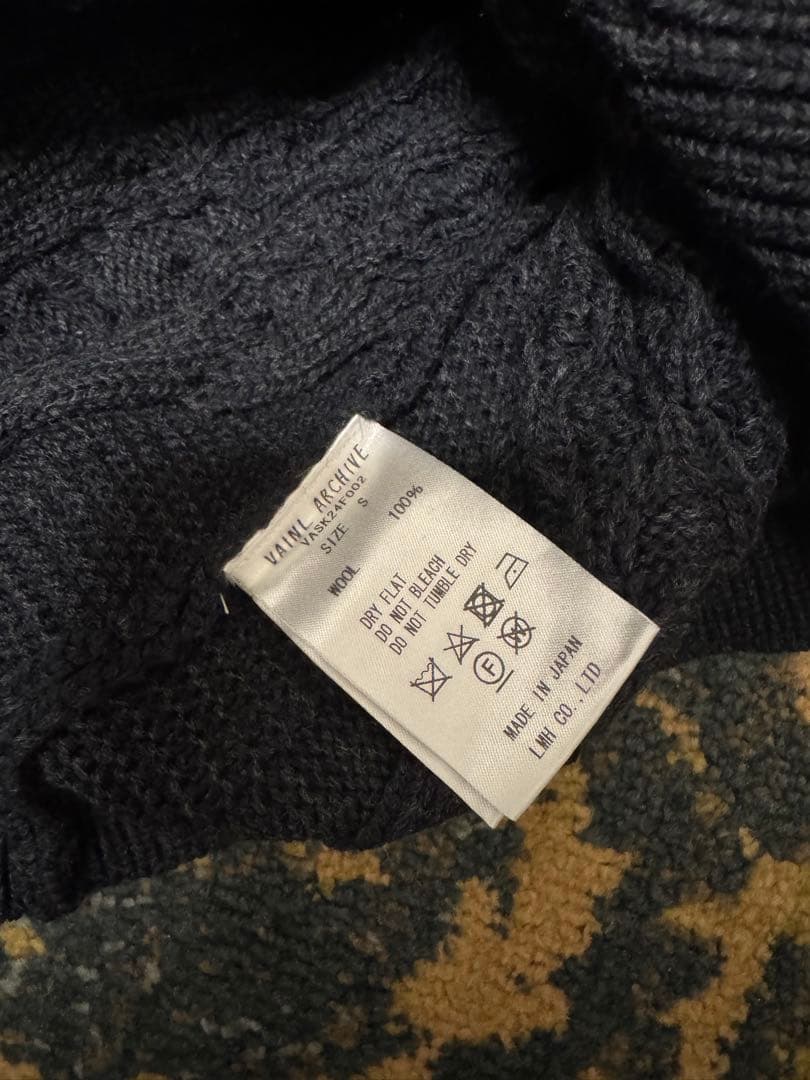 VAINL ARCHIVE
VASK24F002
SIZE S
WOOL 100%
DRY FLAT
DO NOT BLEACH
DO NOT TUMBLE DRY
F W
MADE IN JAPAN
LMH CO.,LTD